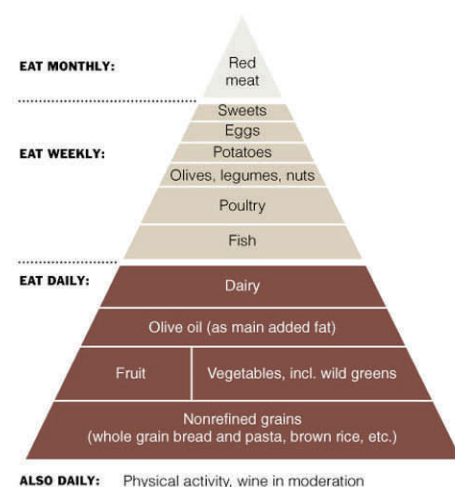 EAT MONTHLY:
Red
meat
Sweets
Eggs
EAT WEEKLY:
Potatoes
Olives, legumes, nuts
Poultry
Fish
EAT DAILY:
Dairy
Olive oil (as main added fat)
Fruit
Vegetables, incl. wild greens
Nonrefined grains
(whole grain bread and pasta, brown rice, etc.)
ALSO DAILY: Physical activity, wine in moderation